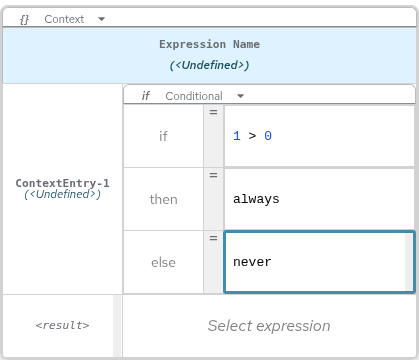 {} Context
Expression Name
(<Undefined>)
if Conditional
if = 1 > 0
ContextEntry-1
(<Undefined>)
then = always
else = never
<result> Select expression